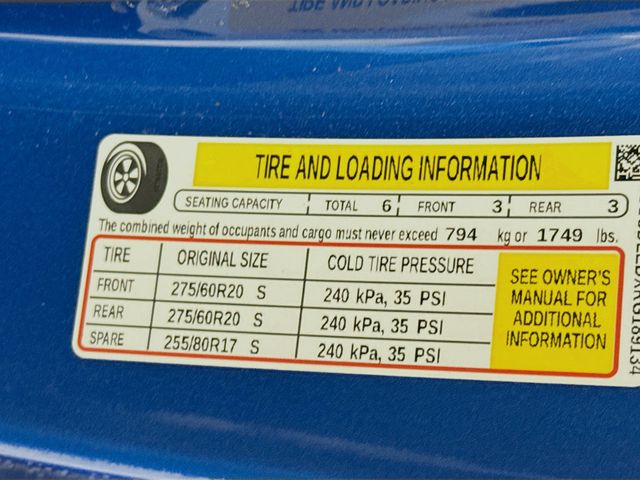 TIRE AND LOADING INFORMATION
SEATING CAPACITY TOTAL 6 FRONT 3 REAR 3
The combined weight of occupants and cargo must never exceed 794 kg or 1749 lbs.
TIRE ORIGINAL SIZE COLD TIRE PRESSURE
FRONT 275/60R20 S 240 kPa, 35 PSI
REAR 275/60R20 S 240 kPa, 35 PSI
SPARE 255/80R17 S 240 kPa, 35 PSI
SEE OWNER'S
MANUAL FOR
ADDITIONAL
INFORMATION